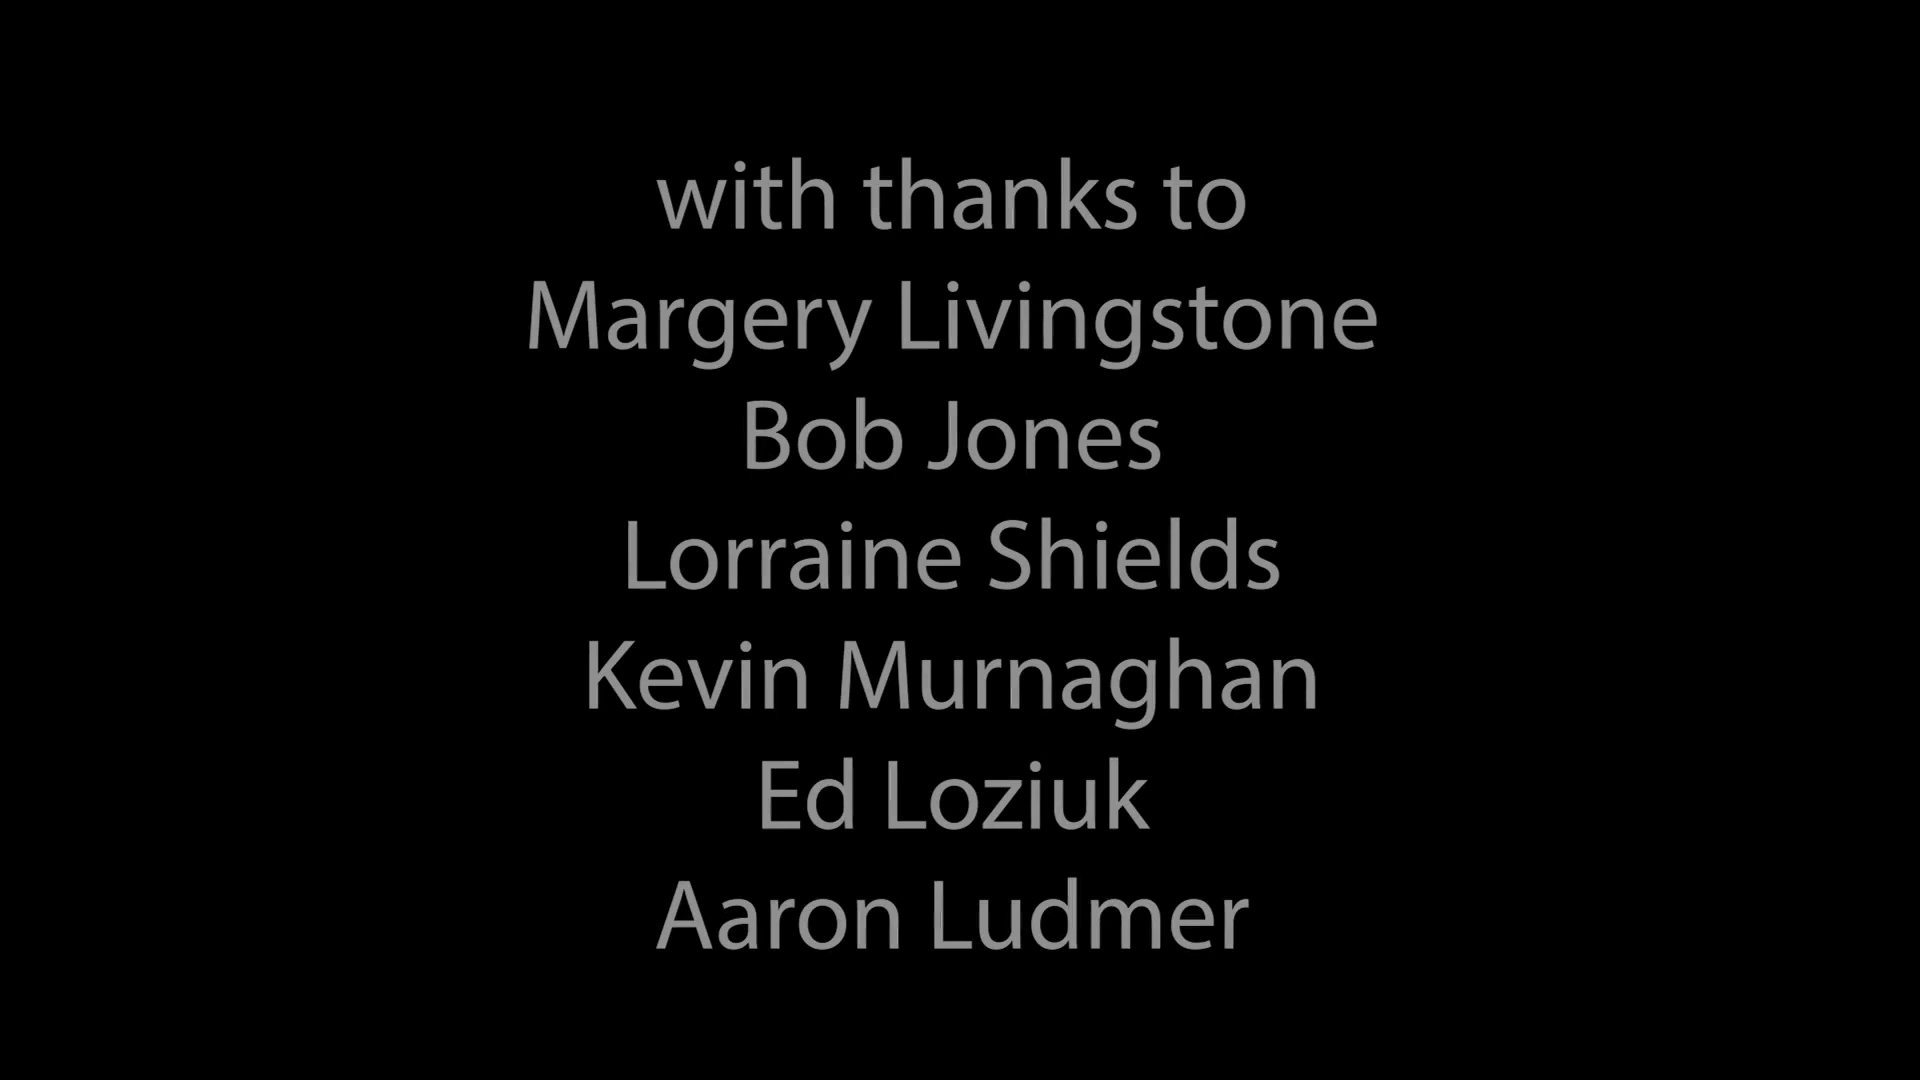 with thanks to
Margery Livingstone
Bob Jones
Lorraine Shields
Kevin Murnaghan
Ed Loziuk
Aaron Ludmer